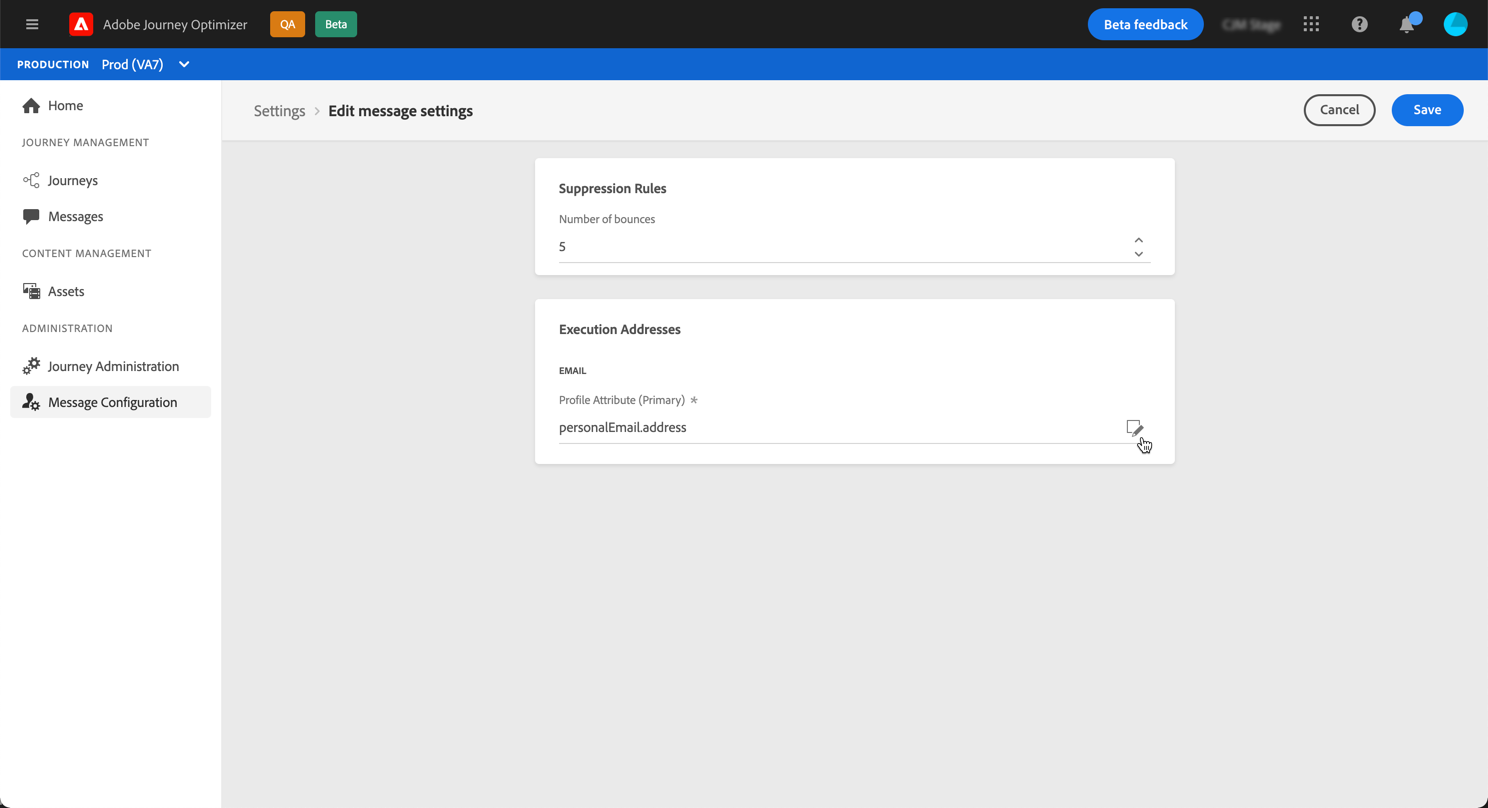 Adobe Journey Optimizer QA Beta Beta feedback
PRODUCTION Prod (VA7)
Home
Settings > Edit message settings Cancel Save
JOURNEY MANAGEMENT
Journeys
Messages
CONTENT MANAGEMENT
Assets
ADMINISTRATION
Journey Administration
Message Configuration
Suppression Rules
Number of bounces
5
Execution Addresses
EMAIL
Profile Attribute (Primary) *
personalEmail.address